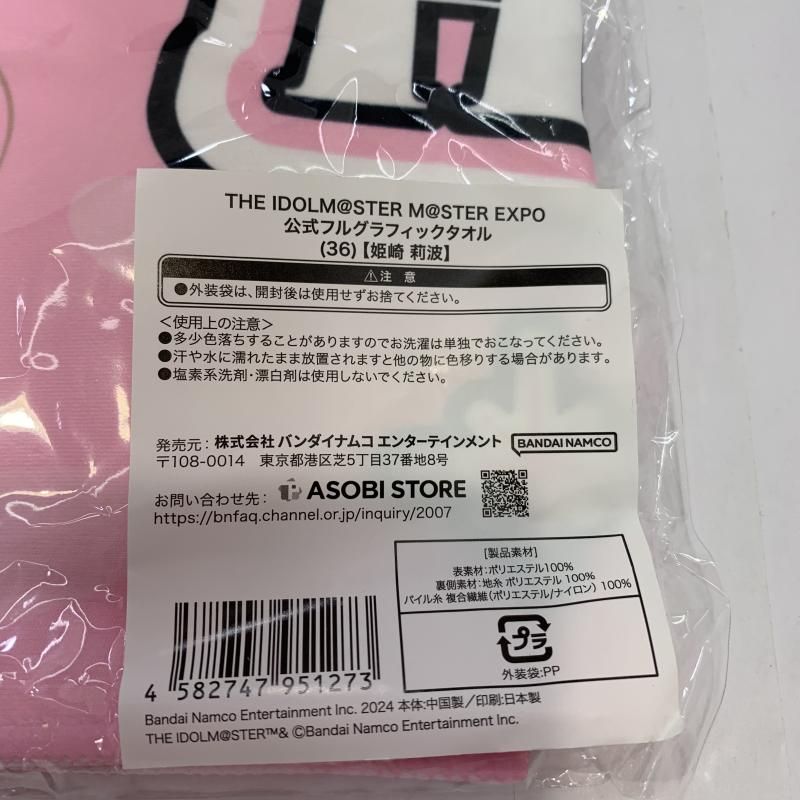 THE IDOLM@STER M@STER EXPO
公式フルグラフィックタオル
(36)【姫崎 莉波】
⚠注 意
●外装袋は、開封後は使用せずお捨てください。
＜使用上の注意＞
●多少色落ちすることがありますのでお洗濯は単独でおこなってください。
●汗や水に濡れたまま放置されますと他の物に色移りする場合があります。
●塩素系洗剤・漂白剤は使用しないでください。
発売元：株式会社 バンダイナムコ エンターテインメント BANDAI NAMCO
〒108-0014 東京都港区芝5丁目37番地8号
お問い合わせ先： ASOBI STORE
https://bnfaq.channel.or.jp/inquiry/2007
[製品素材]
表素材：ポリエステル100%
裏側素材：地糸 ポリエステル 100%
パイル糸 複合繊維(ポリエステル/ナイロン) 100%
プラ
外装袋:PP
4 582747 951273
Bandai Namco Entertainment Inc. 2024 本体:中国製／印刷:日本製
THE IDOLM@STER™& ©Bandai Namco Entertainment Inc.